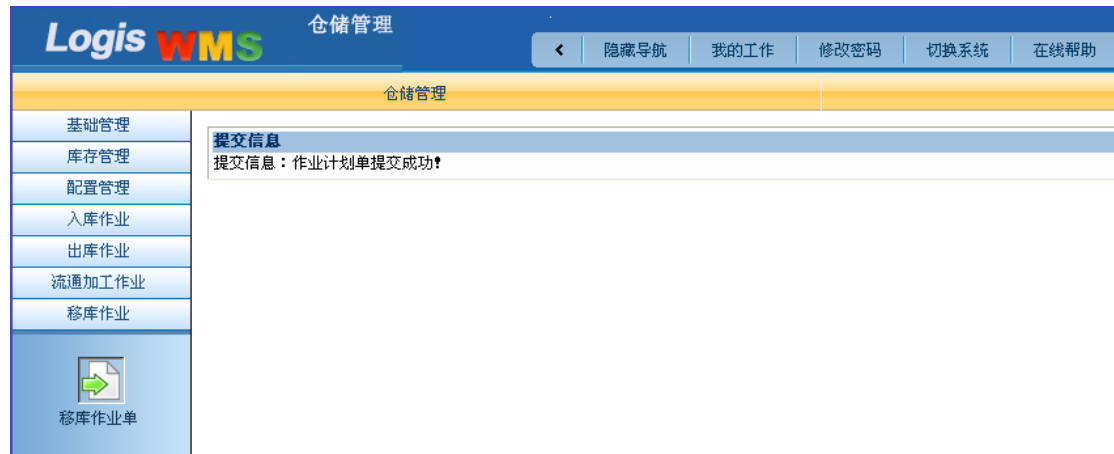 Logis WMS
仓储管理
隐藏导航 我的工作 修改密码 切换系统 在线帮助
仓储管理
基础管理
库存管理
配置管理
入库作业
出库作业
流通加工作业
移库作业
移库作业单
提交信息
提交信息：作业计划单提交成功！